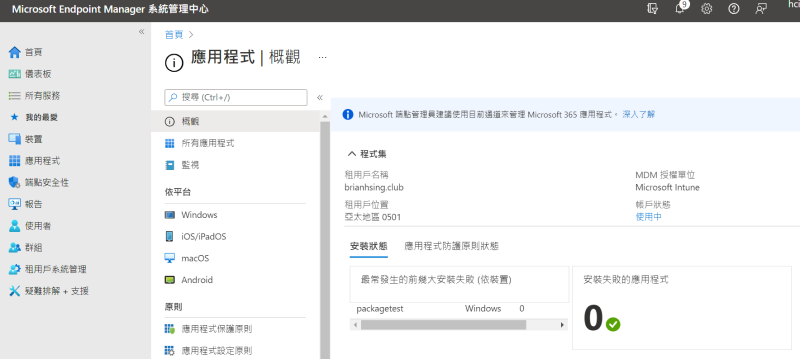 Microsoft Endpoint Manager 系統管理中心
9
hci
«
首頁
儀表板
所有服務
我的最愛
裝置
應用程式
端點安全性
報告
使用者
群組
租用戶系統管理
疑難排解 + 支援
首頁 >
應用程式 | 概觀 ...
搜尋 (Ctrl+/)
«
概觀
所有應用程式
監視
依平台
Windows
iOS/iPadOS
macOS
Android
原則
應用程式保護原則
應用程式設定原則
Microsoft 端點管理員建議使用目前通道來管理 Microsoft 365 應用程式。 深入了解
程式集
租用戶名稱
brianhsing.club
租用戶位置
亞太地區 0501
MDM 授權單位
Microsoft Intune
帳戶狀態
使用中
安裝狀態 應用程式防護原則狀態
最常發生的前幾大安裝失敗 (依裝置)
packagetest Windows 0
安裝失敗的應用程式
0